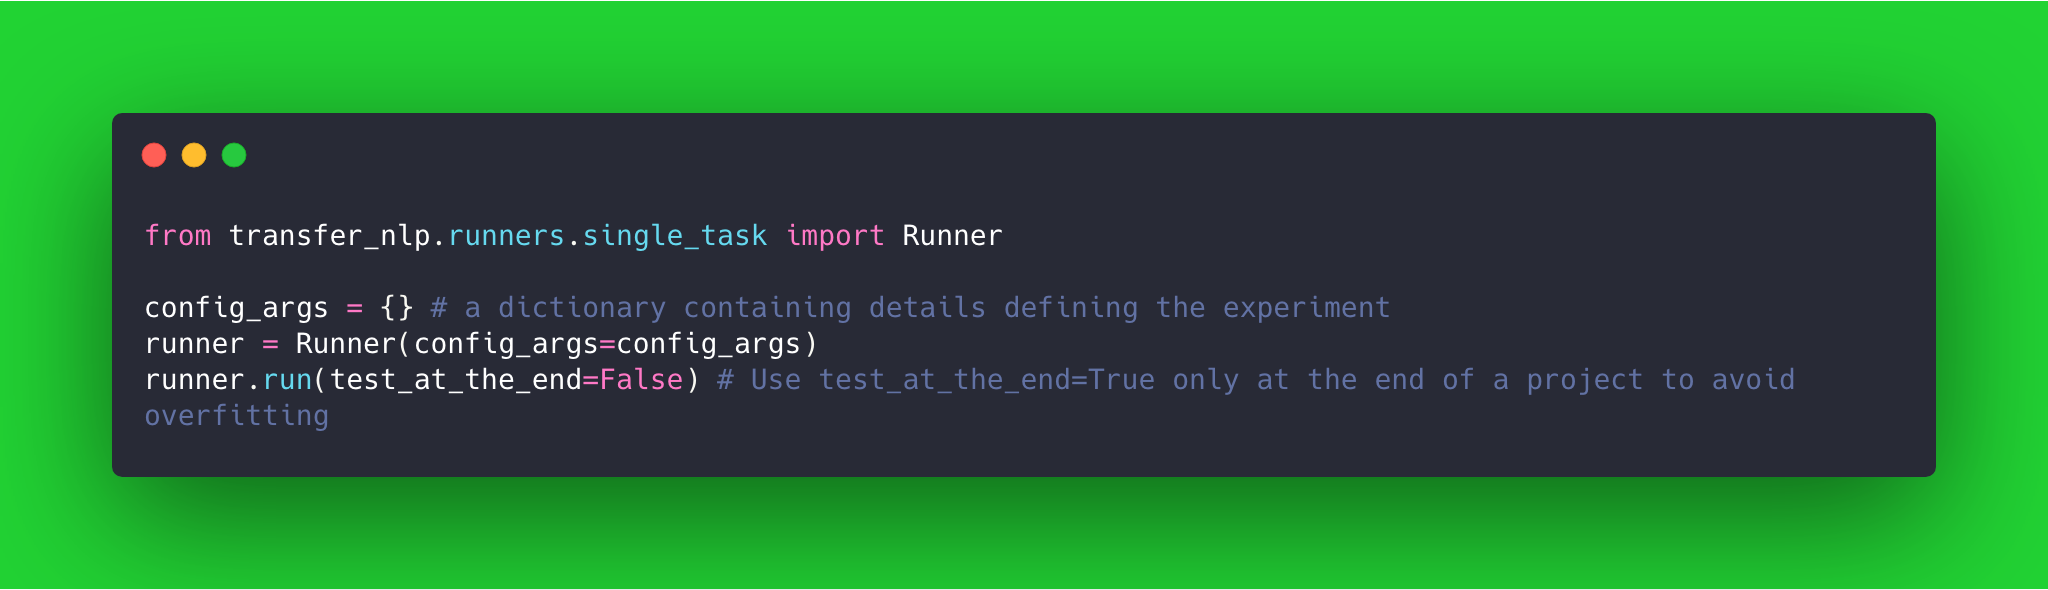 from transfer_nlp.runners.single_task import Runner
config_args = {} # a dictionary containing details defining the experiment
runner = Runner(config_args=config_args)
runner.run(test_at_the_end=False) # Use test_at_the_end=True only at the end of a project to avoid
overfitting